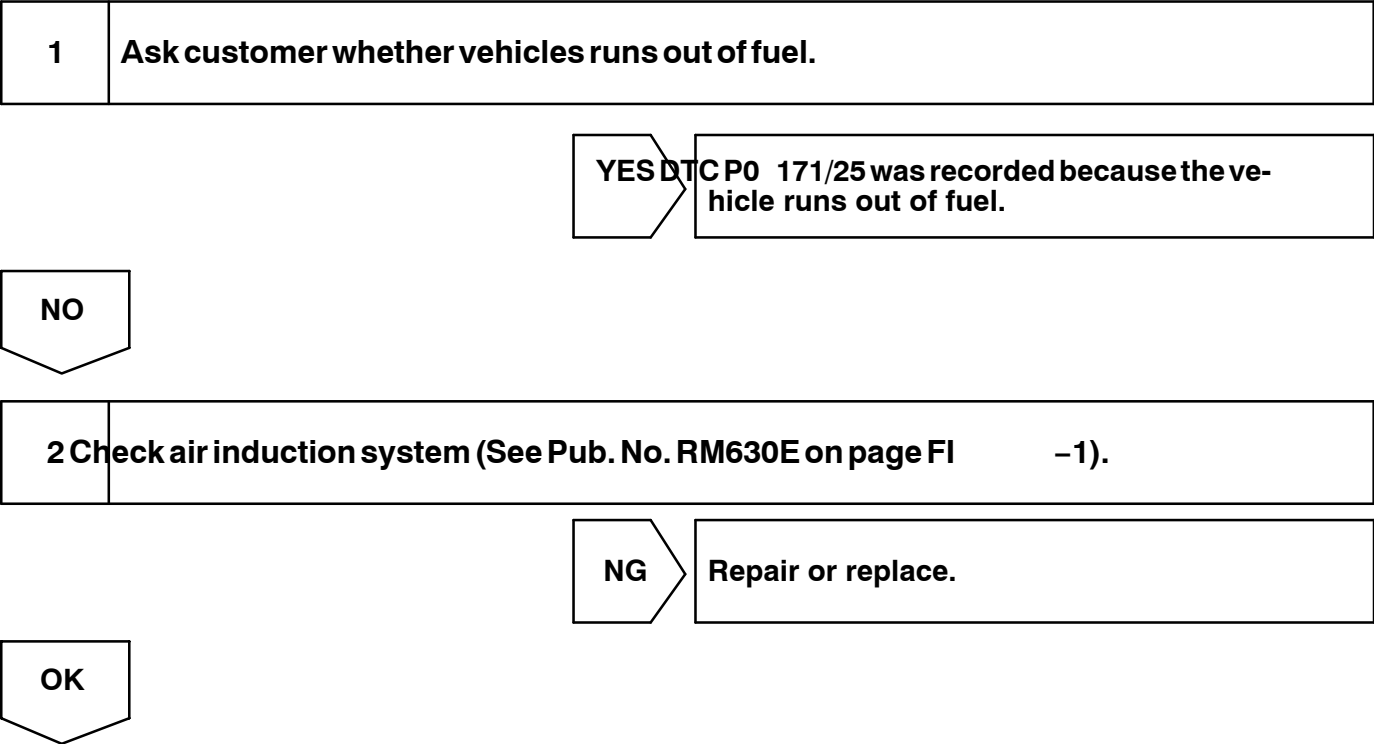 1 Ask customer whether vehicles runs out of fuel.
YES DTC P0 171/25 was recorded because the ve-
hicle runs out of fuel.
NO
2 Check air induction system (See Pub. No. RM630E on page FI –1).
NG Repair or replace.
OK